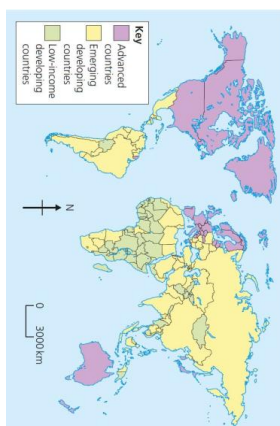 Key
Advanced
countries
Emerging
developing
countries
Low-income
developing
countries
N
0 3000 km